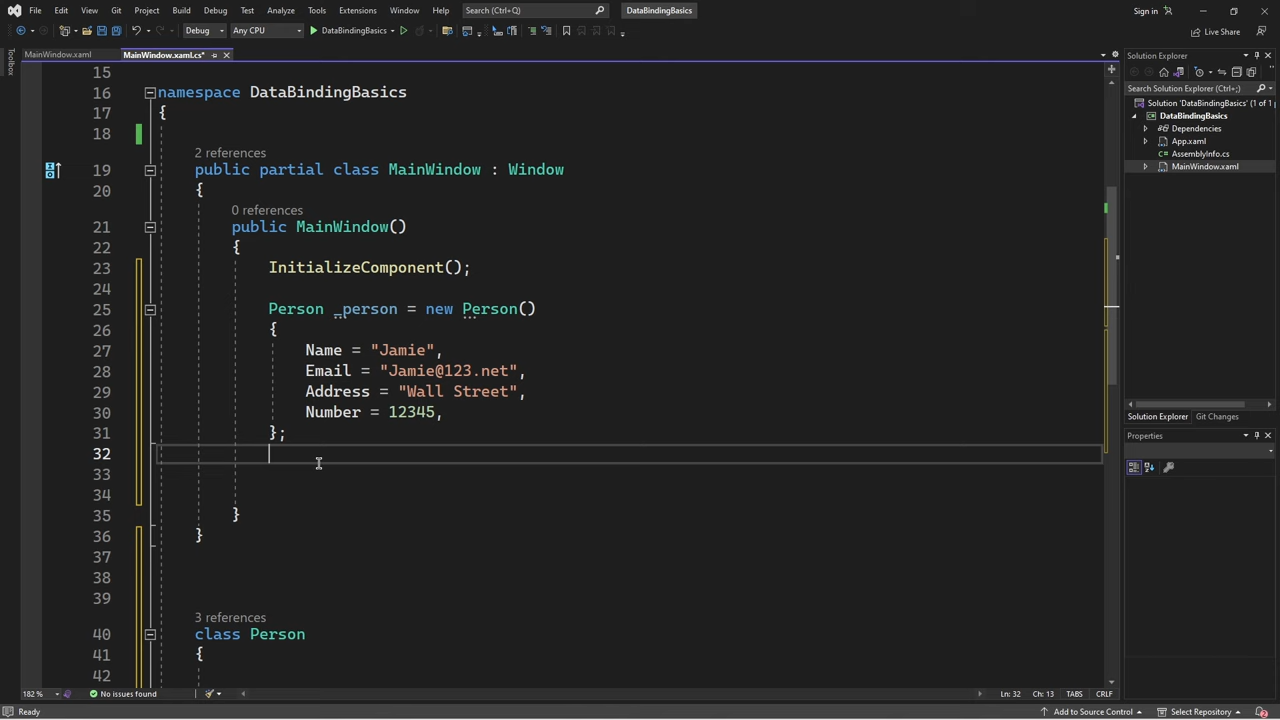 File Edit View Git Project Build Debug Test Analyze Tools Extensions Window Help Search (Ctrl+Q) DataBindingBasics Sign in
Debug Any CPU DataBindingBasics Live Share
Toolbox
MainWindow.xaml MainWindow.xaml.cs*
15
16 namespace DataBindingBasics
17 {
18
2 references
19 public partial class MainWindow : Window
20 {
0 references
21 public MainWindow()
22 {
23 InitializeComponent();
24
25 Person _person = new Person()
26 {
27 Name = "Jamie",
28 Email = "Jamie@123.net",
29 Address = "Wall Street",
30 Number = 12345,
31 };
32
33
34
35 }
36 }
37
38
39
3 references
40 class Person
41 {
42
182 % No issues found Ln: 32 Ch: 13 TABS CRLF
Solution Explorer
Search Solution Explorer (Ctrl+;)
Solution 'DataBindingBasics' (1 of 1
DataBindingBasics
Dependencies
App.xaml
AssemblyInfo.cs
MainWindow.xaml
Solution Explorer Git Changes
Properties
Ready Add to Source Control Select Repository 2